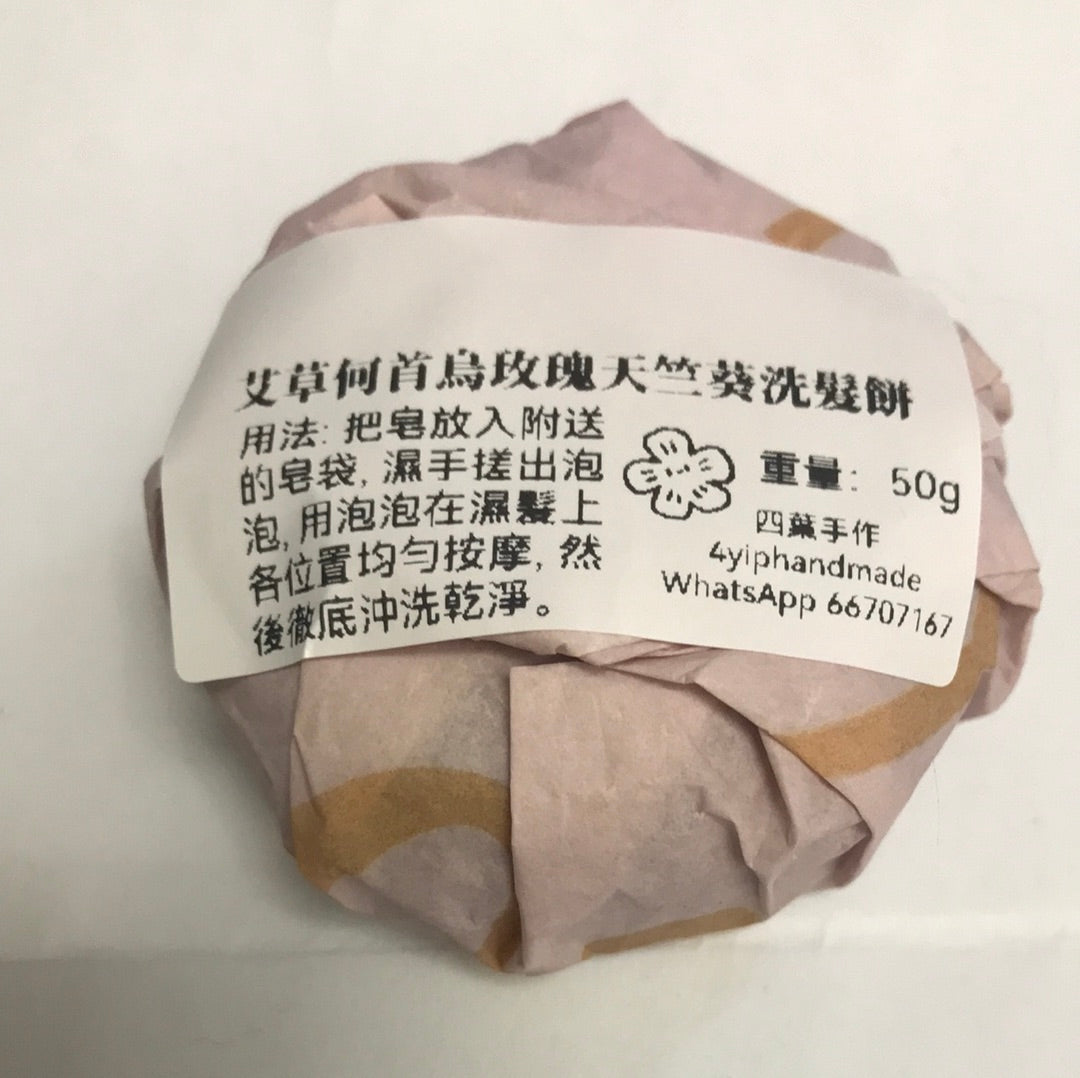 艾草何首烏玫瑰天竺葵洗髮餅
用法: 把皂放入附送
的皂袋, 濕手搓出泡
泡, 用泡泡在濕髮上
各位置均勻按摩, 然
後徹底沖洗乾淨。
重量: 50g
四葉手作
4yiphandmade
WhatsApp 66707167